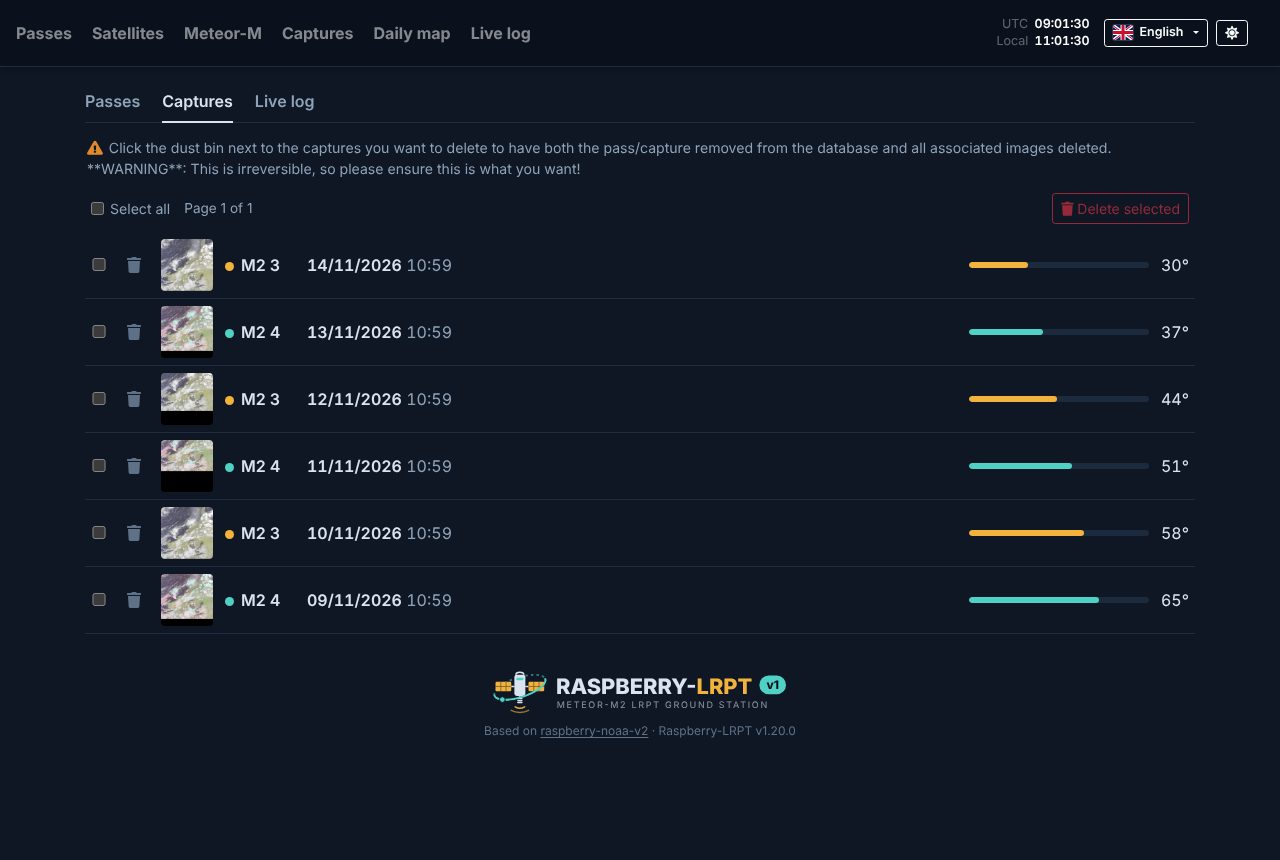 Passes Satellites Meteor-M Captures Daily map Live log
UTC 09:01:30
Local 11:01:30
English
Passes Captures Live log
Click the dust bin next to the captures you want to delete to have both the pass/capture removed from the database and all associated images deleted.
**WARNING**: This is irreversible, so please ensure this is what you want!
Select all Page 1 of 1 Delete selected
M2 3 14/11/2026 10:59 30°
M2 4 13/11/2026 10:59 37°
M2 3 12/11/2026 10:59 44°
M2 4 11/11/2026 10:59 51°
M2 3 10/11/2026 10:59 58°
M2 4 09/11/2026 10:59 65°
RASPBERRY-LRPT v1
METEOR-M2 LRPT GROUND STATION
Based on raspberry-noaa-v2 · Raspberry-LRPT v1.20.0